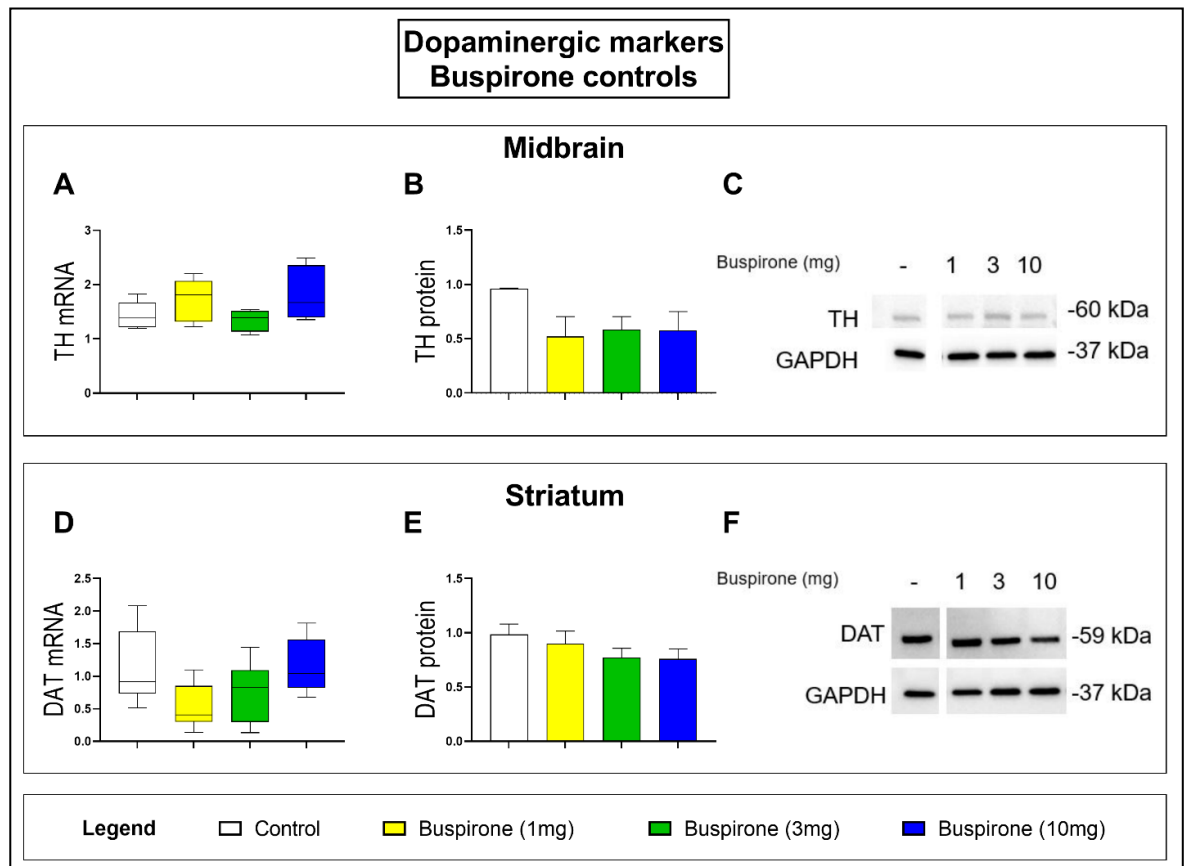 Dopaminergic markers
Buspirone controls
Midbrain
A
TH mRNA
3
2
1
0
B
TH protein
1.5
1.0
0.5
0.0
C
Buspirone (mg) - 1 3 10
TH -60 kDa
GAPDH -37 kDa
Striatum
D
DAT mRNA
2.5
2.0
1.5
1.0
0.5
0.0
E
DAT protein
1.5
1.0
0.5
0.0
F
Buspirone (mg) - 1 3 10
DAT -59 kDa
GAPDH -37 kDa
Legend Control Buspirone (1mg) Buspirone (3mg) Buspirone (10mg)